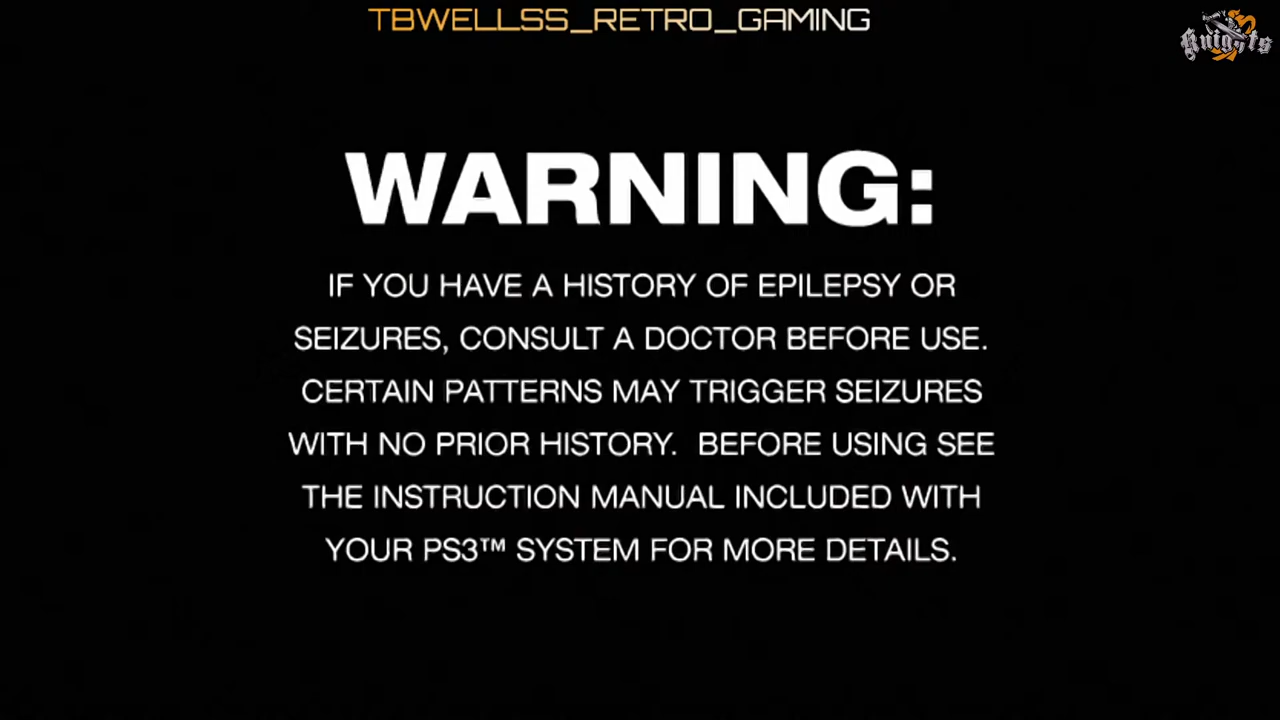 TBWELLSS_RETRO_GAMING
Knights
WARNING:
IF YOU HAVE A HISTORY OF EPILEPSY OR
SEIZURES, CONSULT A DOCTOR BEFORE USE.
CERTAIN PATTERNS MAY TRIGGER SEIZURES
WITH NO PRIOR HISTORY.  BEFORE USING SEE
THE INSTRUCTION MANUAL INCLUDED WITH
YOUR PS3™ SYSTEM FOR MORE DETAILS.